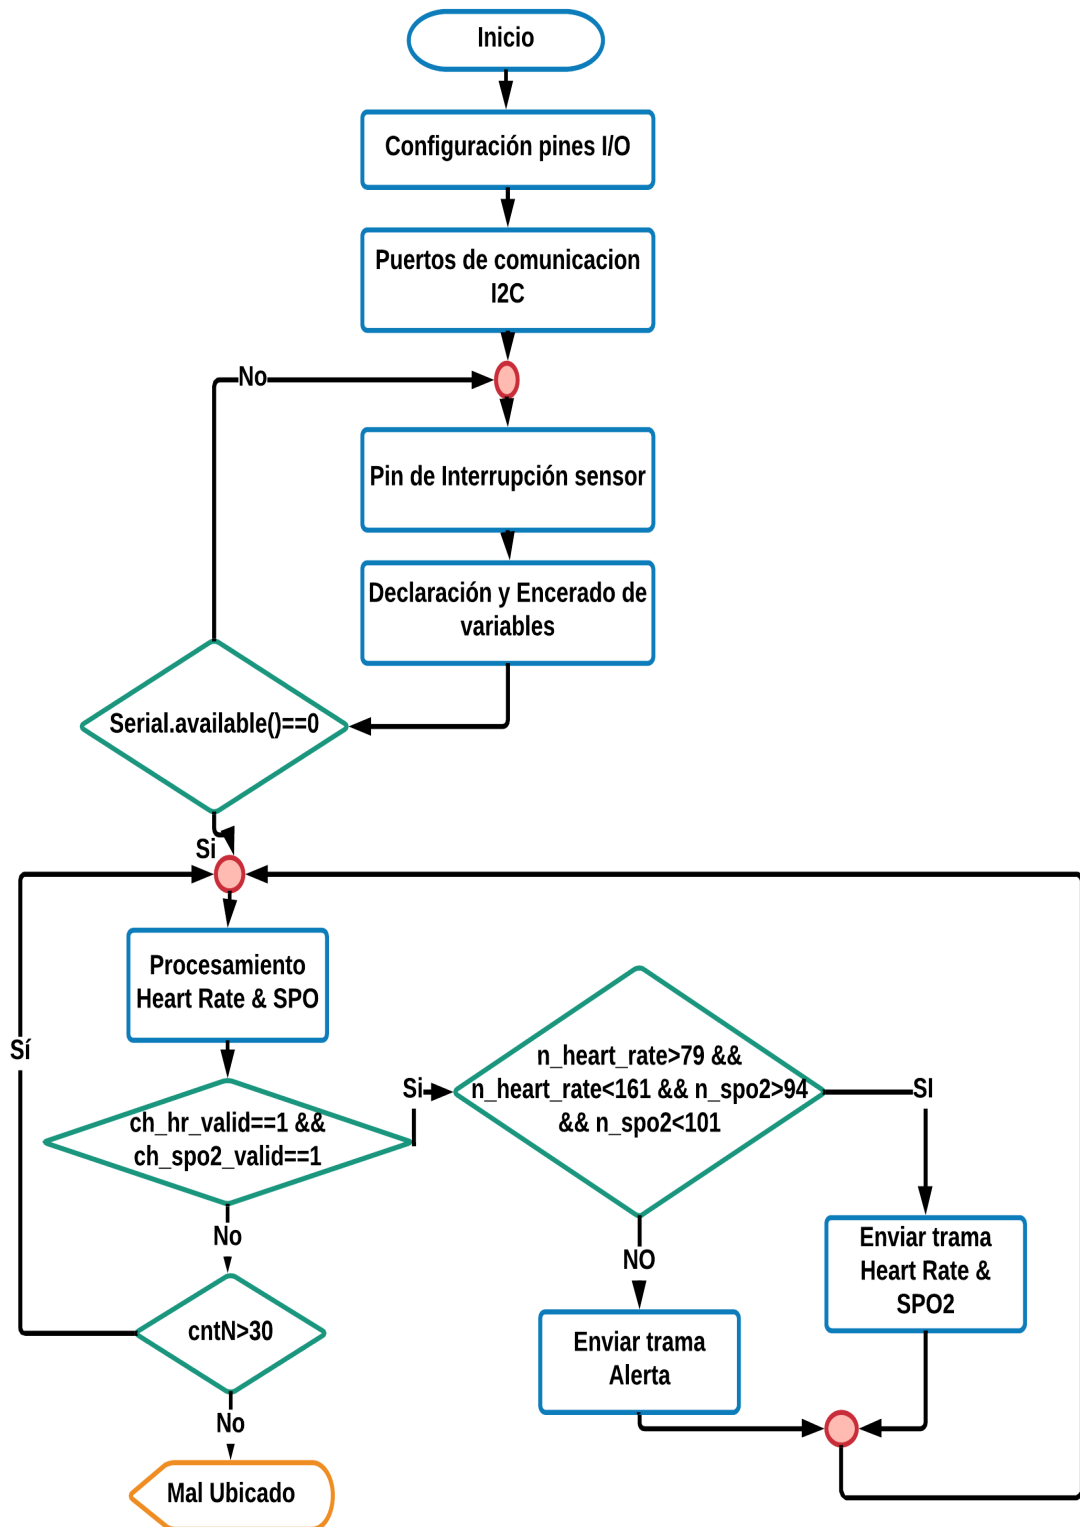 Inicio
Configuración pines I/O
Puertos de comunicacion
I2C
No
Pin de Interrupción sensor
Declaración y Encerado de
variables
Serial.available()==0
Si
Procesamiento
Heart Rate & SPO
Sí
ch_hr_valid==1 &&
ch_spo2_valid==1
Si
n_heart_rate>79 &&
n_heart_rate<161 && n_spo2>94
&& n_spo2<101
SI
No
NO
Enviar trama
Heart Rate &
SPO2
cntN>30
Enviar trama
Alerta
No
Mal Ubicado